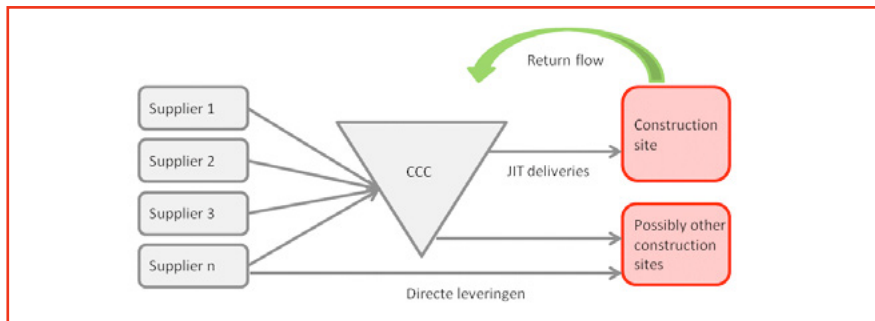 Return flow
Supplier 1
Supplier 2
Supplier 3
Supplier n
CCC
JIT deliveries
Construction
site
Possibly other
construction
sites
Directe leveringen